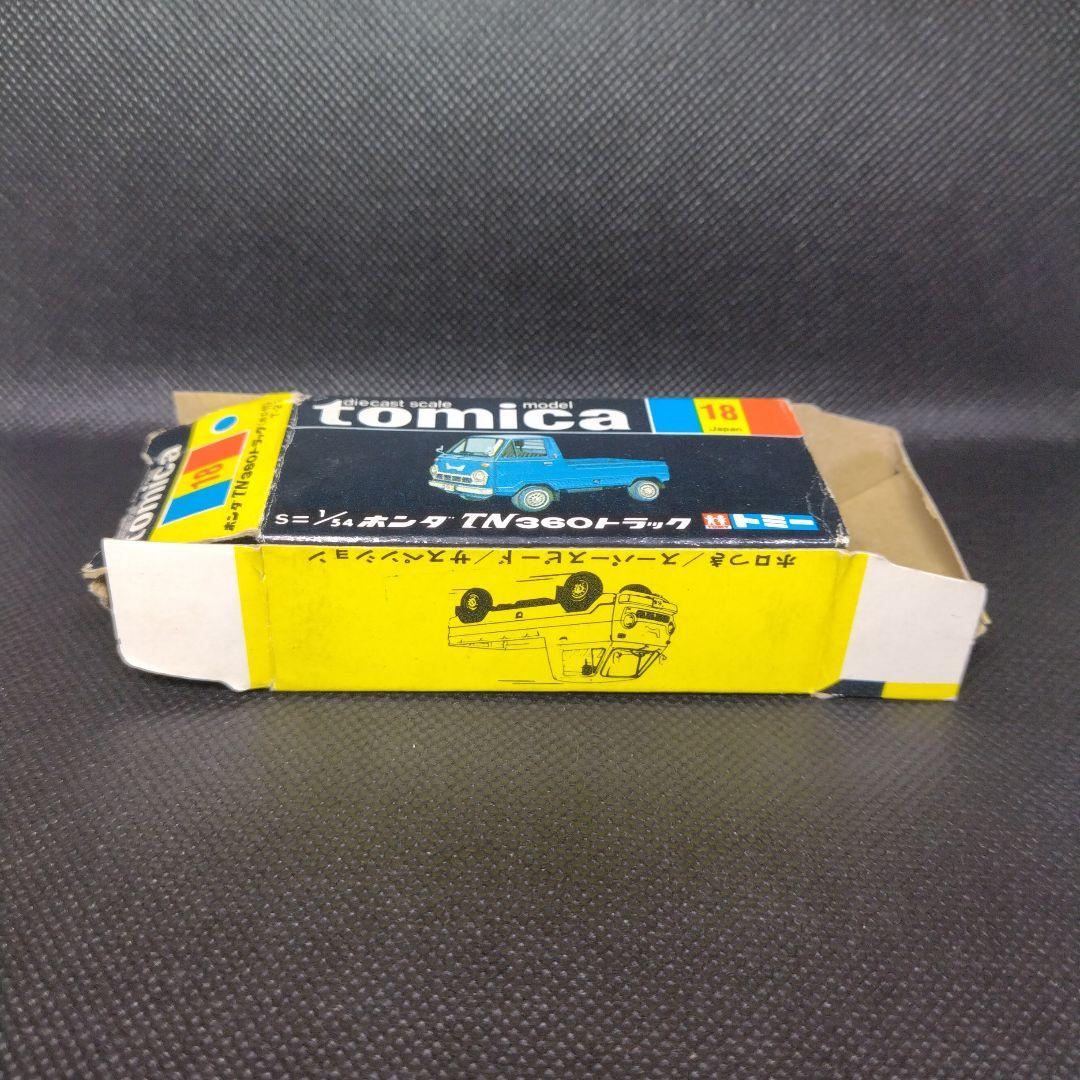 diecast scale model
tomica
18
Japan
S=1/54 ホンダ TN360トラック
TOMY トミー
ホロつき/スーパースピード/サスペンション
tomica
18
ホンダTN360トラック